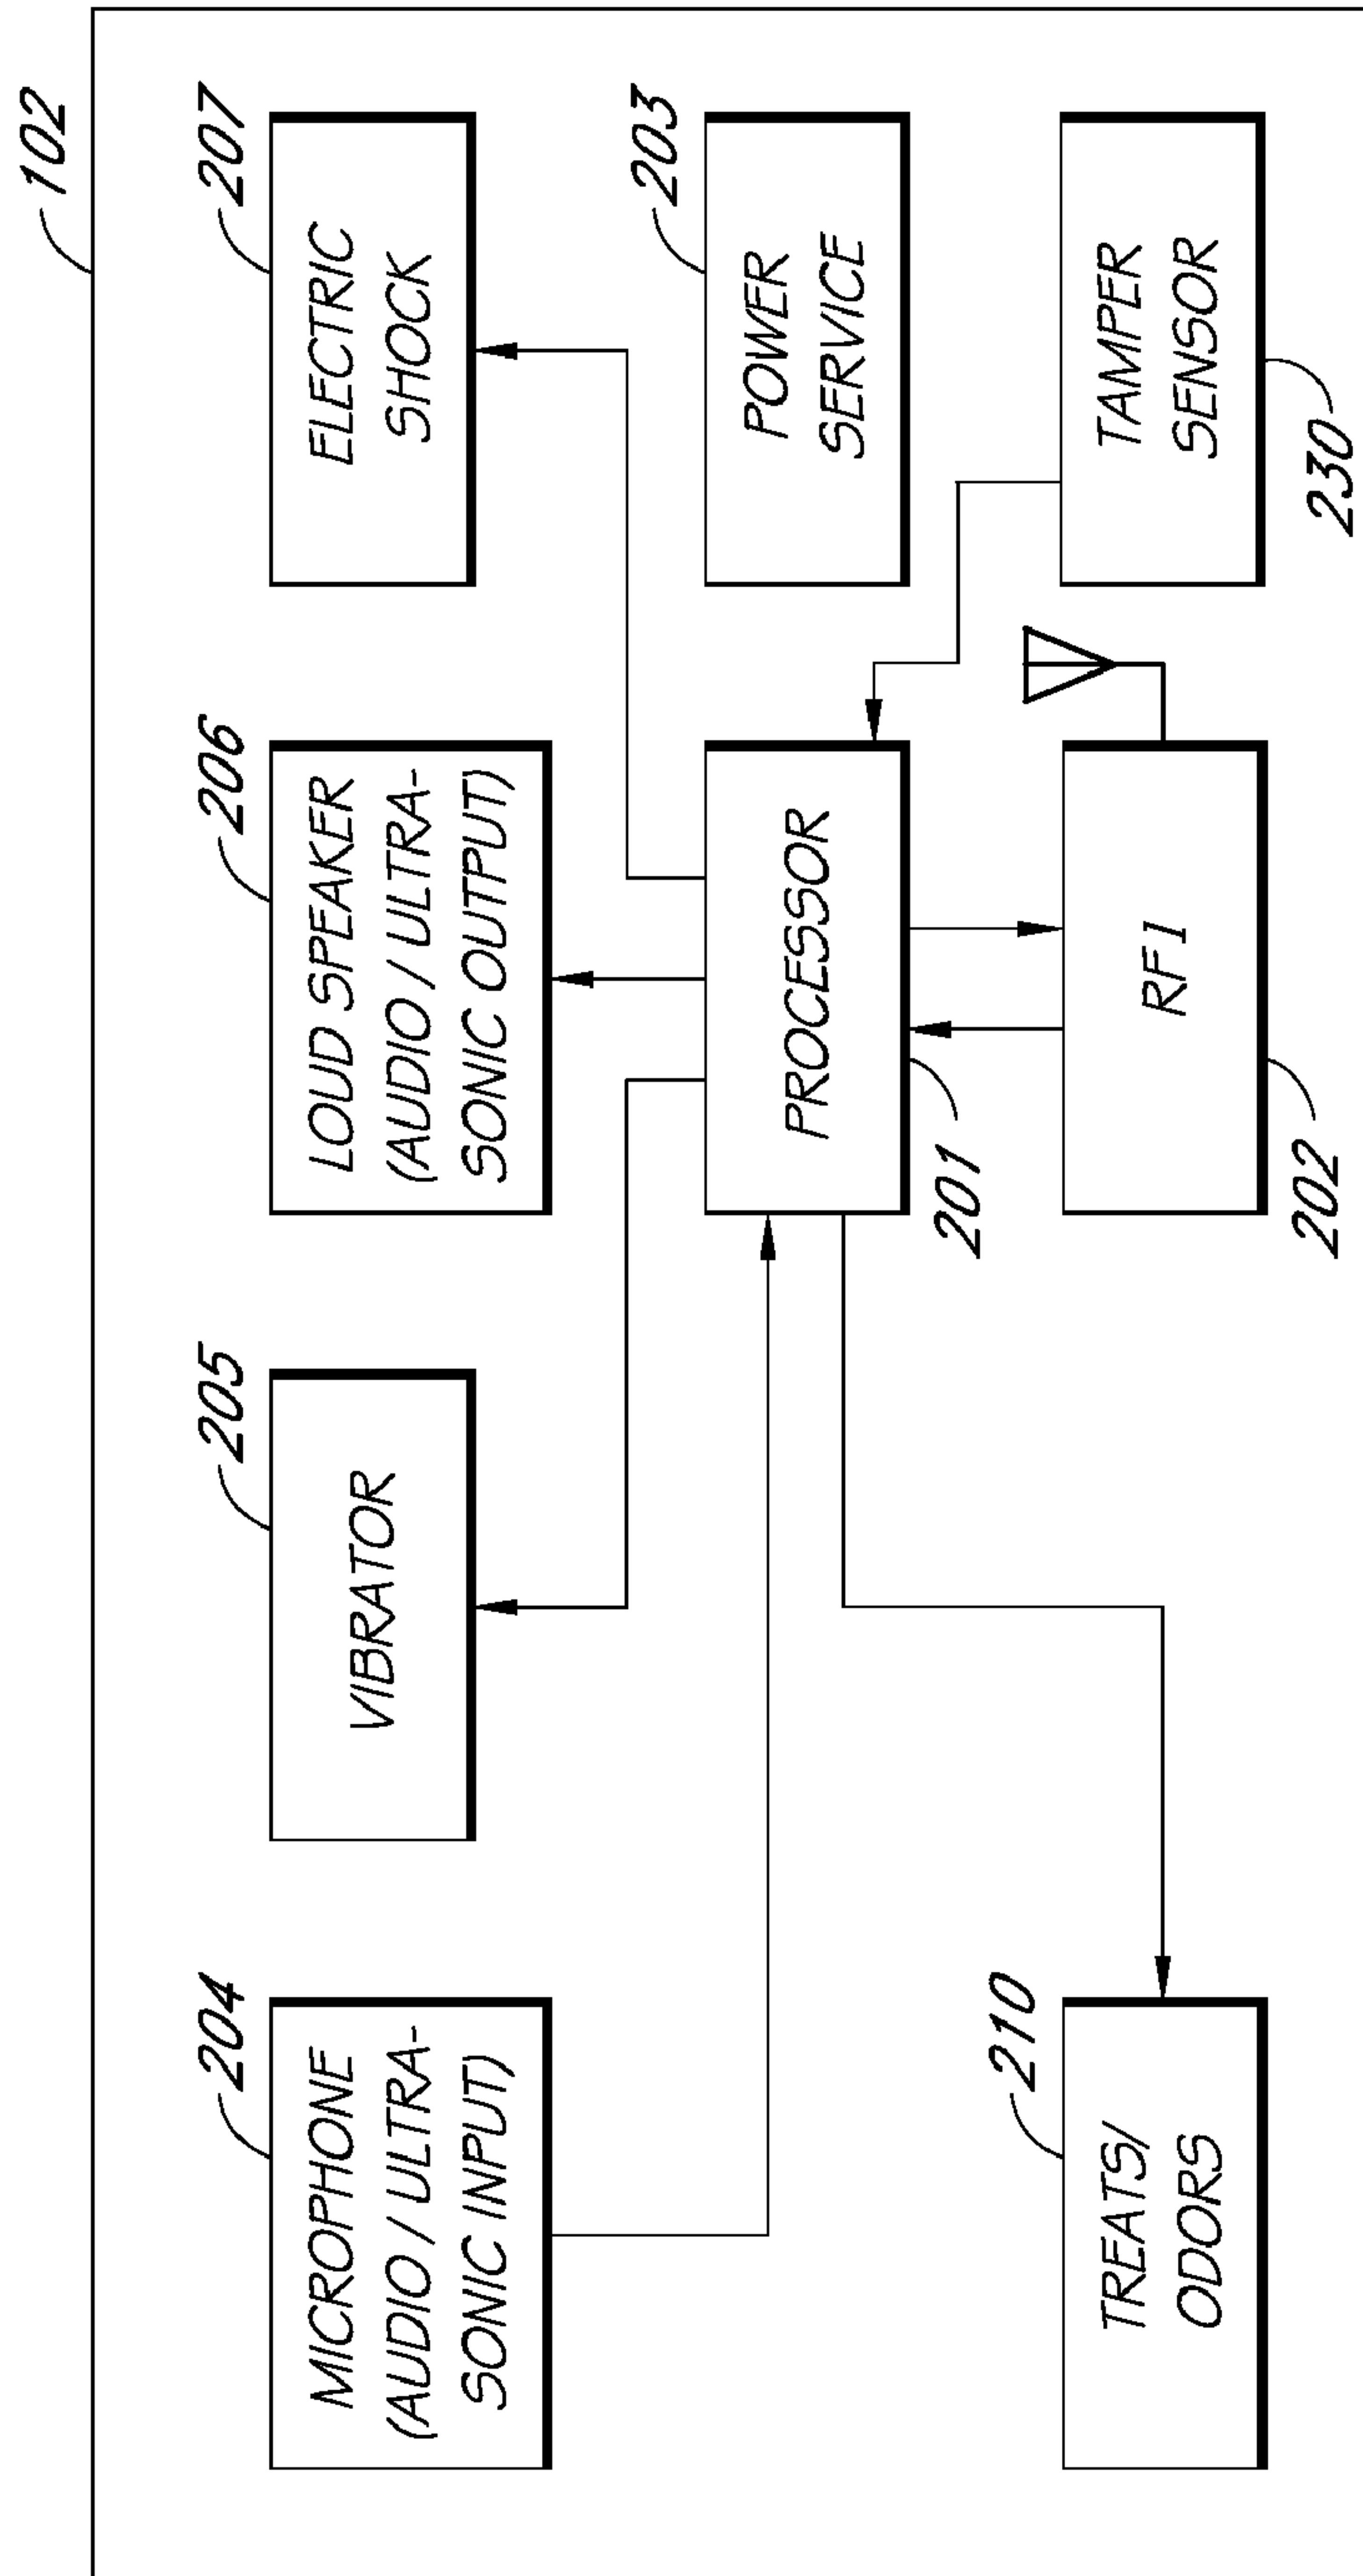 102
204
MICROPHONE
(AUDIO / ULTRA-
SONIC INPUT)
205
VIBRATOR
206
LOUD SPEAKER
(AUDIO / ULTRA-
SONIC OUTPUT)
207
ELECTRIC
SHOCK
PROCESSOR
201
203
POWER
SERVICE
210
TREATS/
ODORS
RF1
202
TAMPER
SENSOR
230